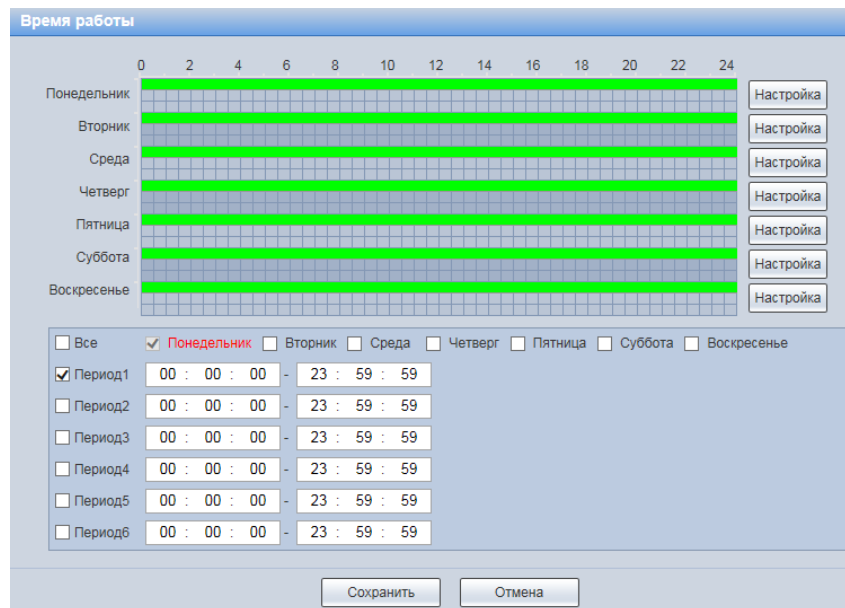 Время работы
0 2 4 6 8 10 12 14 16 18 20 22 24
Понедельник Настройка
Вторник Настройка
Среда Настройка
Четверг Настройка
Пятница Настройка
Суббота Настройка
Воскресенье Настройка
Все Понедельник Вторник Среда Четверг Пятница Суббота Воскресенье
Период1 00 : 00 : 00 - 23 : 59 : 59
Период2 00 : 00 : 00 - 23 : 59 : 59
Период3 00 : 00 : 00 - 23 : 59 : 59
Период4 00 : 00 : 00 - 23 : 59 : 59
Период5 00 : 00 : 00 - 23 : 59 : 59
Период6 00 : 00 : 00 - 23 : 59 : 59
Сохранить Отмена